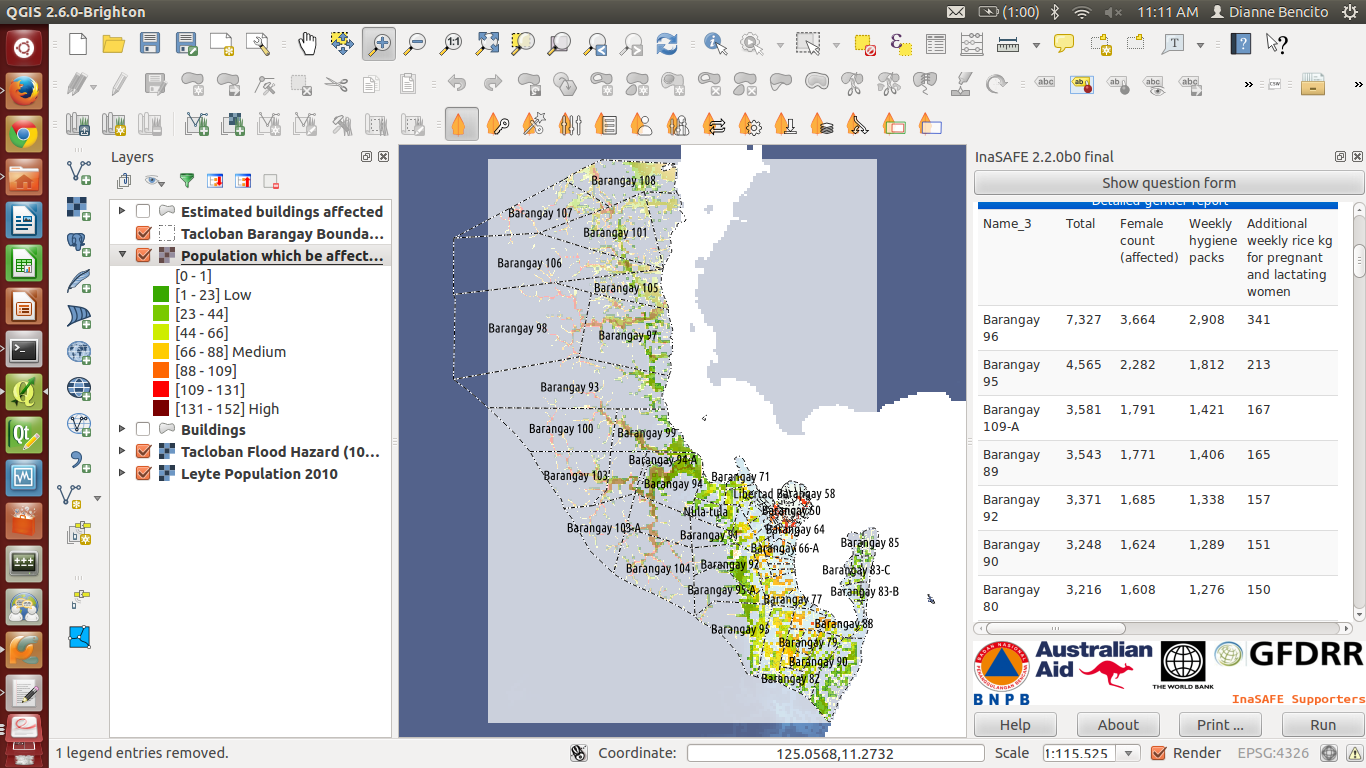 QGIS 2.6.0-Brighton
(1:00)
11:11 AM
Dianne Bencito
Layers
Estimated buildings affected
Tacloban Barangay Bounda...
Population which be affect...
[0 - 1]
[1 - 23] Low
[23 - 44]
[44 - 66]
[66 - 88] Medium
[88 - 109]
[109 - 131]
[131 - 152] High
Buildings
Tacloban Flood Hazard (10...
Leyte Population 2010
Barangay 108
Barangay 107
Barangay 101
Barangay 106
Barangay 105
Barangay 98
Barangay 97
Barangay 93
Barangay 100
Barangay 99
Barangay 94-A
Barangay 103
Barangay 94
Barangay 71
Libertad
Barangay 58
Nula-tula
Barangay 60
Barangay 103-A
Barangay 64
Barangay 91
Barangay 66-A
Barangay 85
Barangay 104
Barangay 92
Barangay 83-C
Barangay 95-A
Barangay 77
Barangay 83-B
Barangay 95
Barangay 88
Barangay 79
Barangay 90
Barangay 82
InaSAFE 2.2.0b0 final
Show question form
Detailed gender report
Name_3 Total Female count (affected) Weekly hygiene packs Additional weekly rice kg for pregnant and lactating women
Barangay 96 7,327 3,664 2,908 341
Barangay 95 4,565 2,282 1,812 213
Barangay 109-A 3,581 1,791 1,421 167
Barangay 89 3,543 1,771 1,406 165
Barangay 92 3,371 1,685 1,338 157
Barangay 90 3,248 1,624 1,289 151
Barangay 80 3,216 1,608 1,276 150
BNPB
Australian Aid
THE WORLD BANK
GFDRR
InaSAFE Supporters
Help
About
Print ...
Run
1 legend entries removed.
Coordinate:
125.0568,11.2732
Scale
1:115.525
Render
EPSG:4326